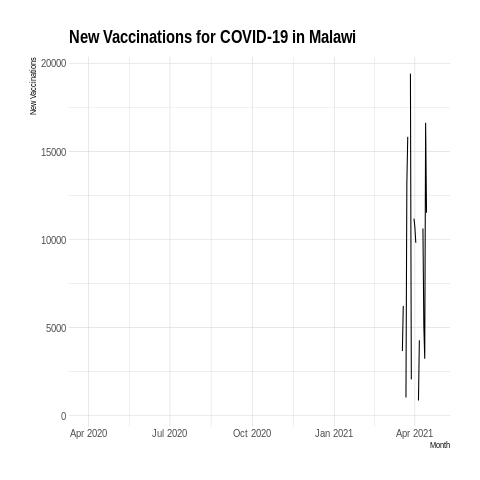 New Vaccinations for COVID-19 in Malawi
New Vaccinations
20000
15000
10000
5000
0
Apr 2020
Jul 2020
Oct 2020
Jan 2021
Apr 2021
Month